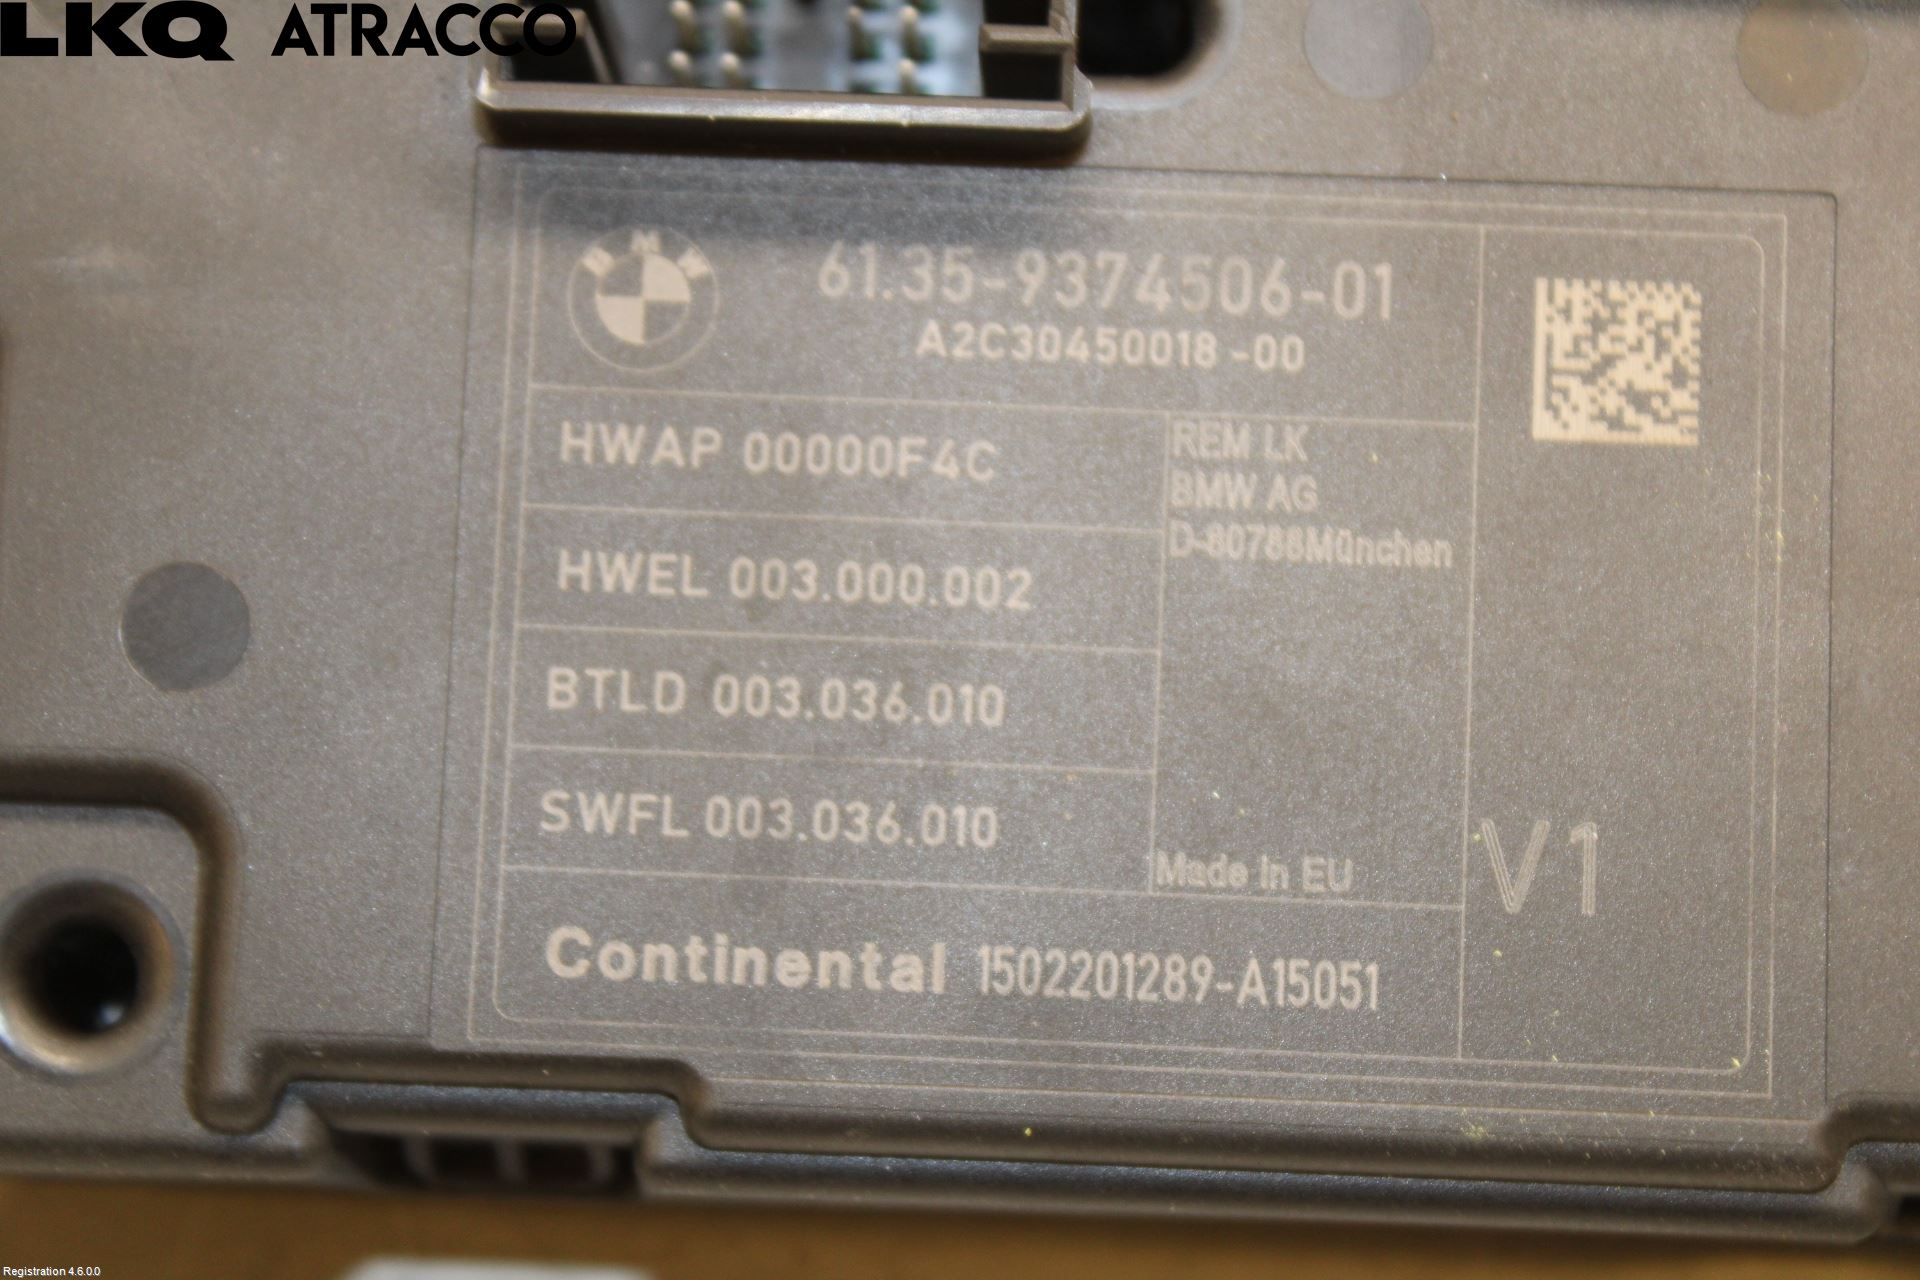 LKQ ATRACCO
BMW
61.35-9374506-01
A2C30450018-00
HWAP 00000F4C
REM LK
BMW AG
D-80788München
HWEL 003.000.002
BTLD 003.036.010
SWFL 003.036.010
Made in EU
V1
Continental 1502201289-A15051
Registration 4.6.0.0